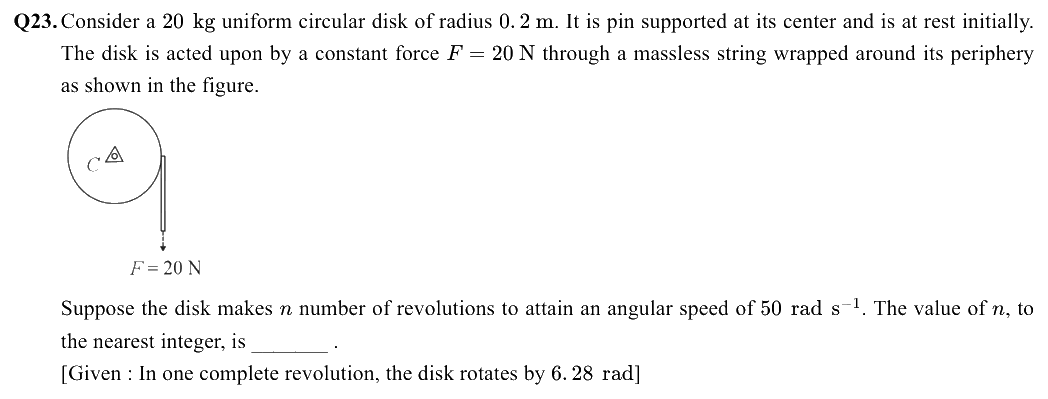 Q23. Consider a 20 kg uniform circular disk of radius 0.2 m. It is pin supported at its center and is at rest initially.
The disk is acted upon by a constant force F = 20 N through a massless string wrapped around its periphery
as shown in the figure.
C
F = 20 N
Suppose the disk makes n number of revolutions to attain an angular speed of 50 rad s⁻¹. The value of n, to
the nearest integer, is _______ .
[Given : In one complete revolution, the disk rotates by 6.28 rad]